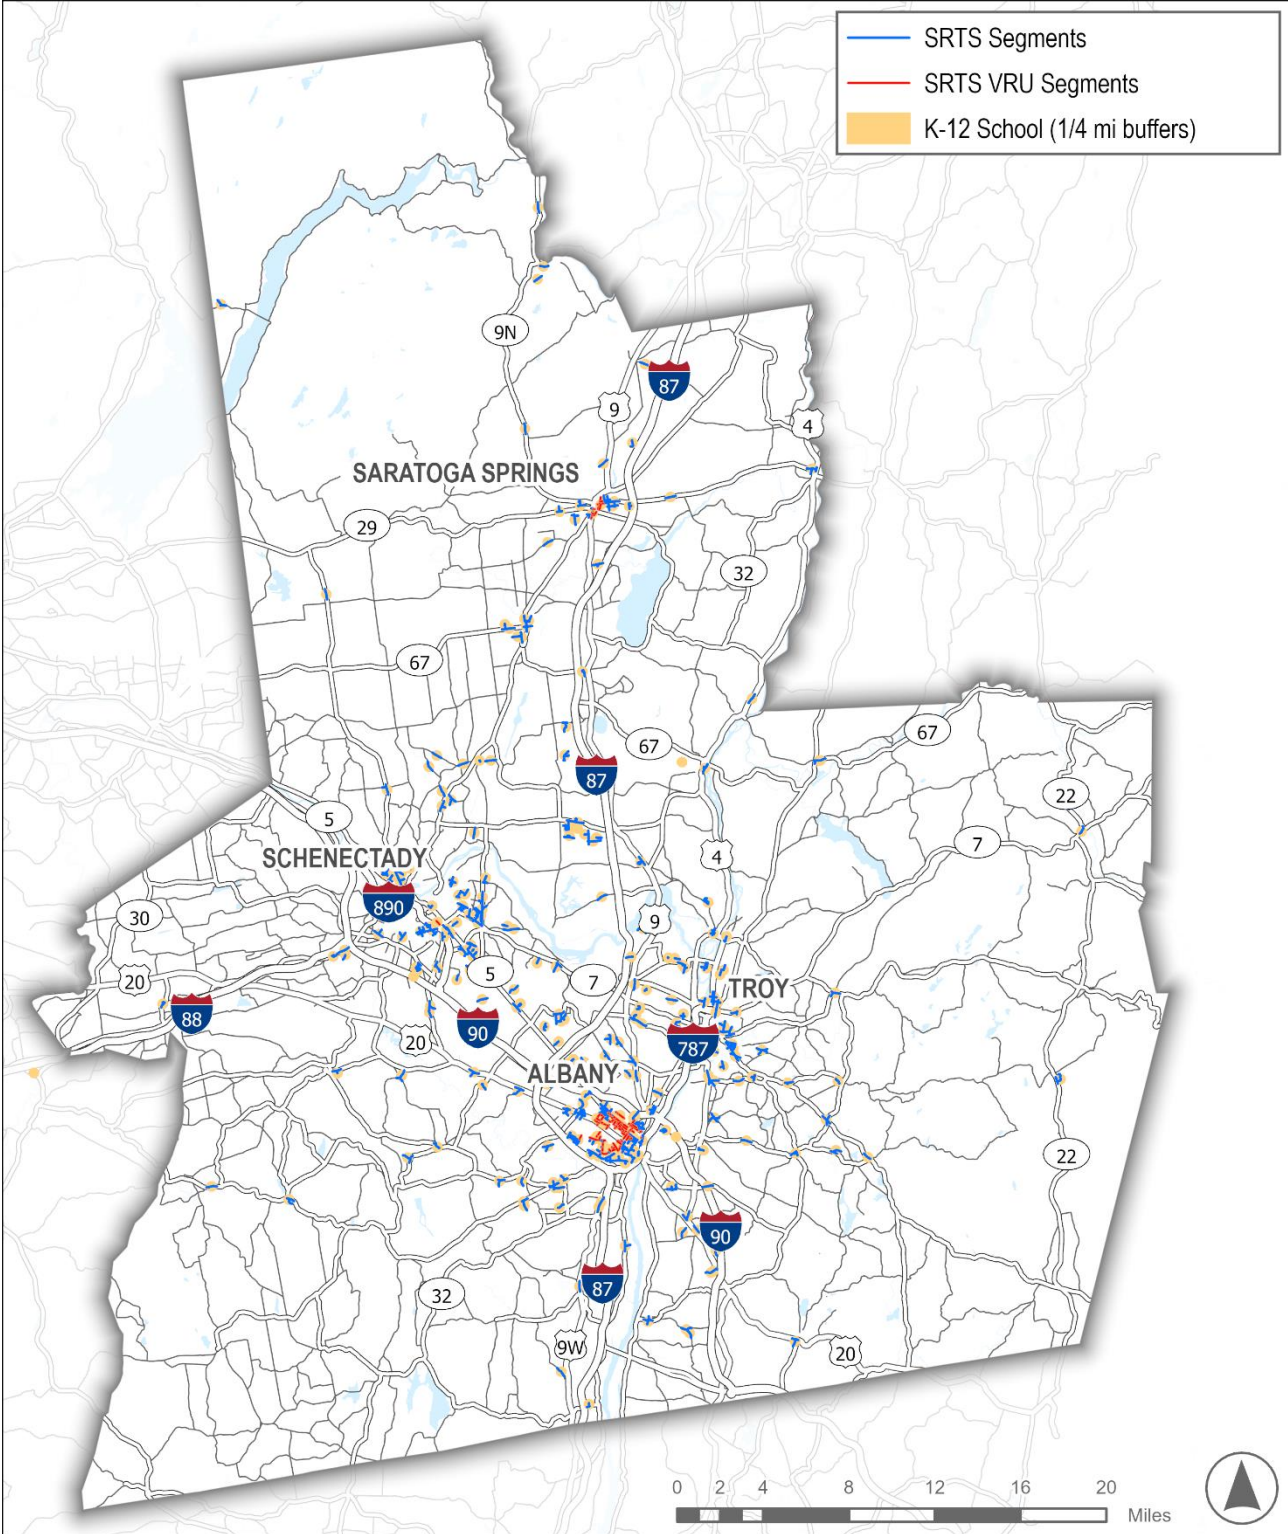 SRTS Segments
SRTS VRU Segments
K-12 School (1/4 mi buffers)
9N
87
9
4
SARATOGA SPRINGS
29
32
67
67
67
87
22
5
7
4
SCHENECTADY
890
30
9
20
5
7
TROY
88
90
20
787
ALBANY
22
90
87
32
9W
20
0 2 4 8 12 16 20
Miles